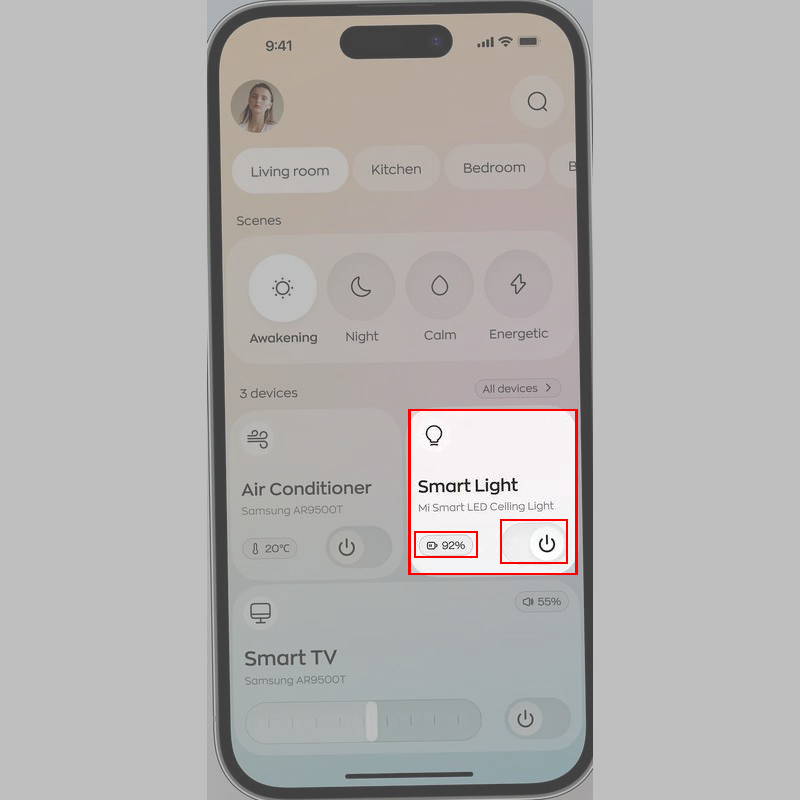 9:41
Living room Kitchen Bedroom B
Scenes
Awakening Night Calm Energetic
3 devices All devices
Air Conditioner
Samsung AR9500T
20°C
Smart Light
Mi Smart LED Ceiling Light
92%
55%
Smart TV
Samsung AR9500T